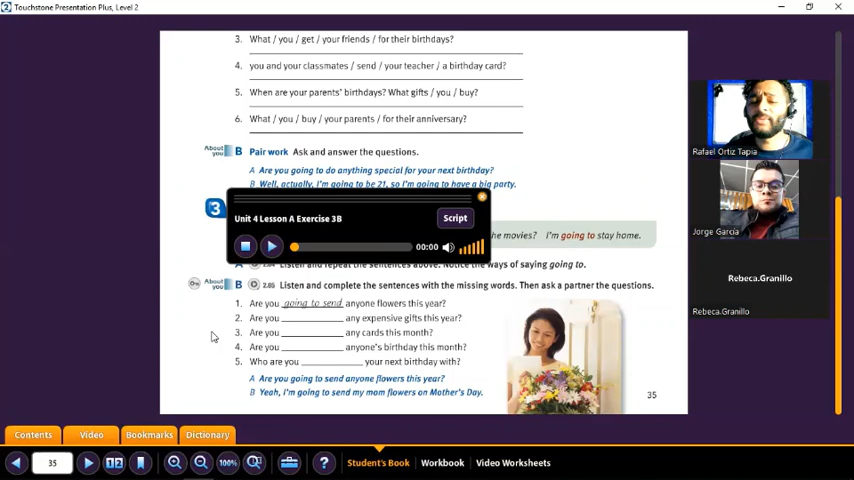 Touchstone Presentation Plus, Level 2
3. What / you / get / your friends / for their birthdays?
4. you and your classmates / send / your teacher / a birthday card?
5. When are your parents' birthdays? What gifts / you / buy?
6. What / you / buy / your parents / for their anniversary?
About you B Pair work Ask and answer the questions.
A Are you going to do anything special for your next birthday?
B Well, actually, I'm going to be 21, so I'm going to have a big party.
3
Unit 4 Lesson A Exercise 3B
Script
00:00
he movies? I'm going to stay home.
A 2.04 Listen and repeat the sentences above. Notice the ways of saying going to.
About you B 2.05 Listen and complete the sentences with the missing words. Then ask a partner the questions.
1. Are you going to send anyone flowers this year?
2. Are you any expensive gifts this year?
3. Are you any cards this month?
4. Are you anyone's birthday this month?
5. Who are you your next birthday with?
A Are you going to send anyone flowers this year?
B Yeah, I'm going to send my mom flowers on Mother's Day.
35
Rafael Ortiz Tapia
Jorge García
Rebeca.Granillo
Rebeca.Granillo
Contents Video Bookmarks Dictionary
35 1 2 100% ? Student's Book Workbook Video Worksheets